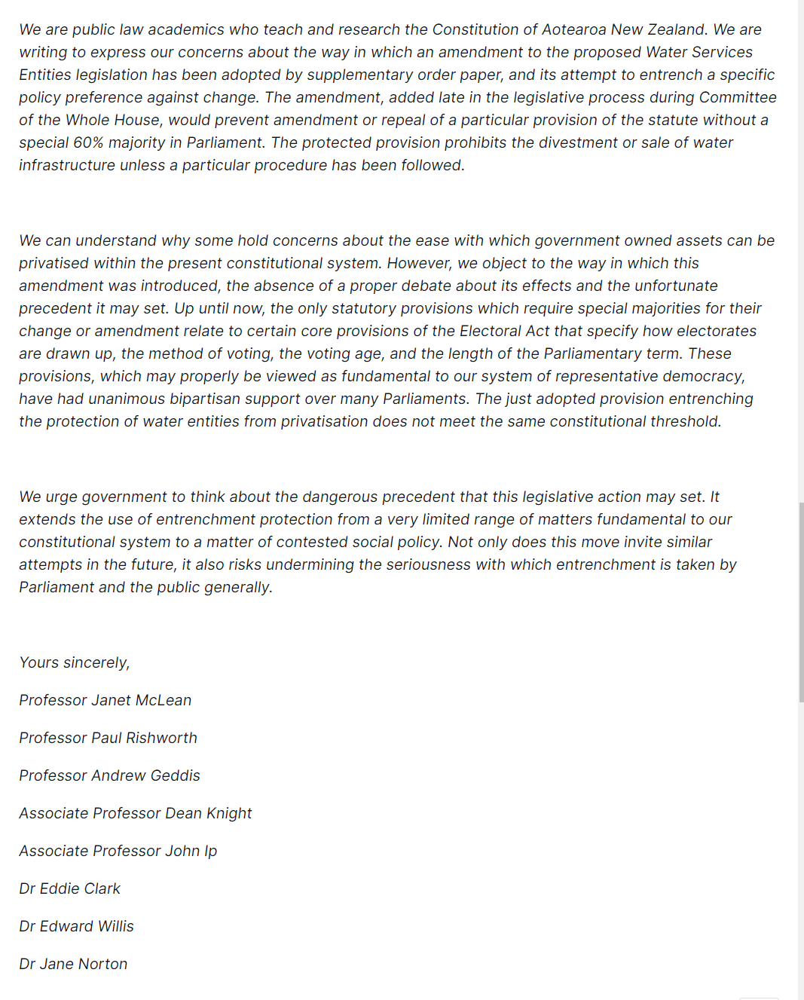 We are public law academics who teach and research the Constitution of Aotearoa New Zealand. We are
writing to express our concerns about the way in which an amendment to the proposed Water Services
Entities legislation has been adopted by supplementary order paper, and its attempt to entrench a specific
policy preference against change. The amendment, added late in the legislative process during Committee
of the Whole House, would prevent amendment or repeal of a particular provision of the statute without a
special 60% majority in Parliament. The protected provision prohibits the divestment or sale of water
infrastructure unless a particular procedure has been followed.
We can understand why some hold concerns about the ease with which government owned assets can be
privatised within the present constitutional system. However, we object to the way in which this
amendment was introduced, the absence of a proper debate about its effects and the unfortunate
precedent it may set. Up until now, the only statutory provisions which require special majorities for their
change or amendment relate to certain core provisions of the Electoral Act that specify how electorates
are drawn up, the method of voting, the voting age, and the length of the Parliamentary term. These
provisions, which may properly be viewed as fundamental to our system of representative democracy,
have had unanimous bipartisan support over many Parliaments. The just adopted provision entrenching
the protection of water entities from privatisation does not meet the same constitutional threshold.
We urge government to think about the dangerous precedent that this legislative action may set. It
extends the use of entrenchment protection from a very limited range of matters fundamental to our
constitutional system to a matter of contested social policy. Not only does this move invite similar
attempts in the future, it also risks undermining the seriousness with which entrenchment is taken by
Parliament and the public generally.
Yours sincerely,
Professor Janet McLean
Professor Paul Rishworth
Professor Andrew Geddis
Associate Professor Dean Knight
Associate Professor John Ip
Dr Eddie Clark
Dr Edward Willis
Dr Jane Norton